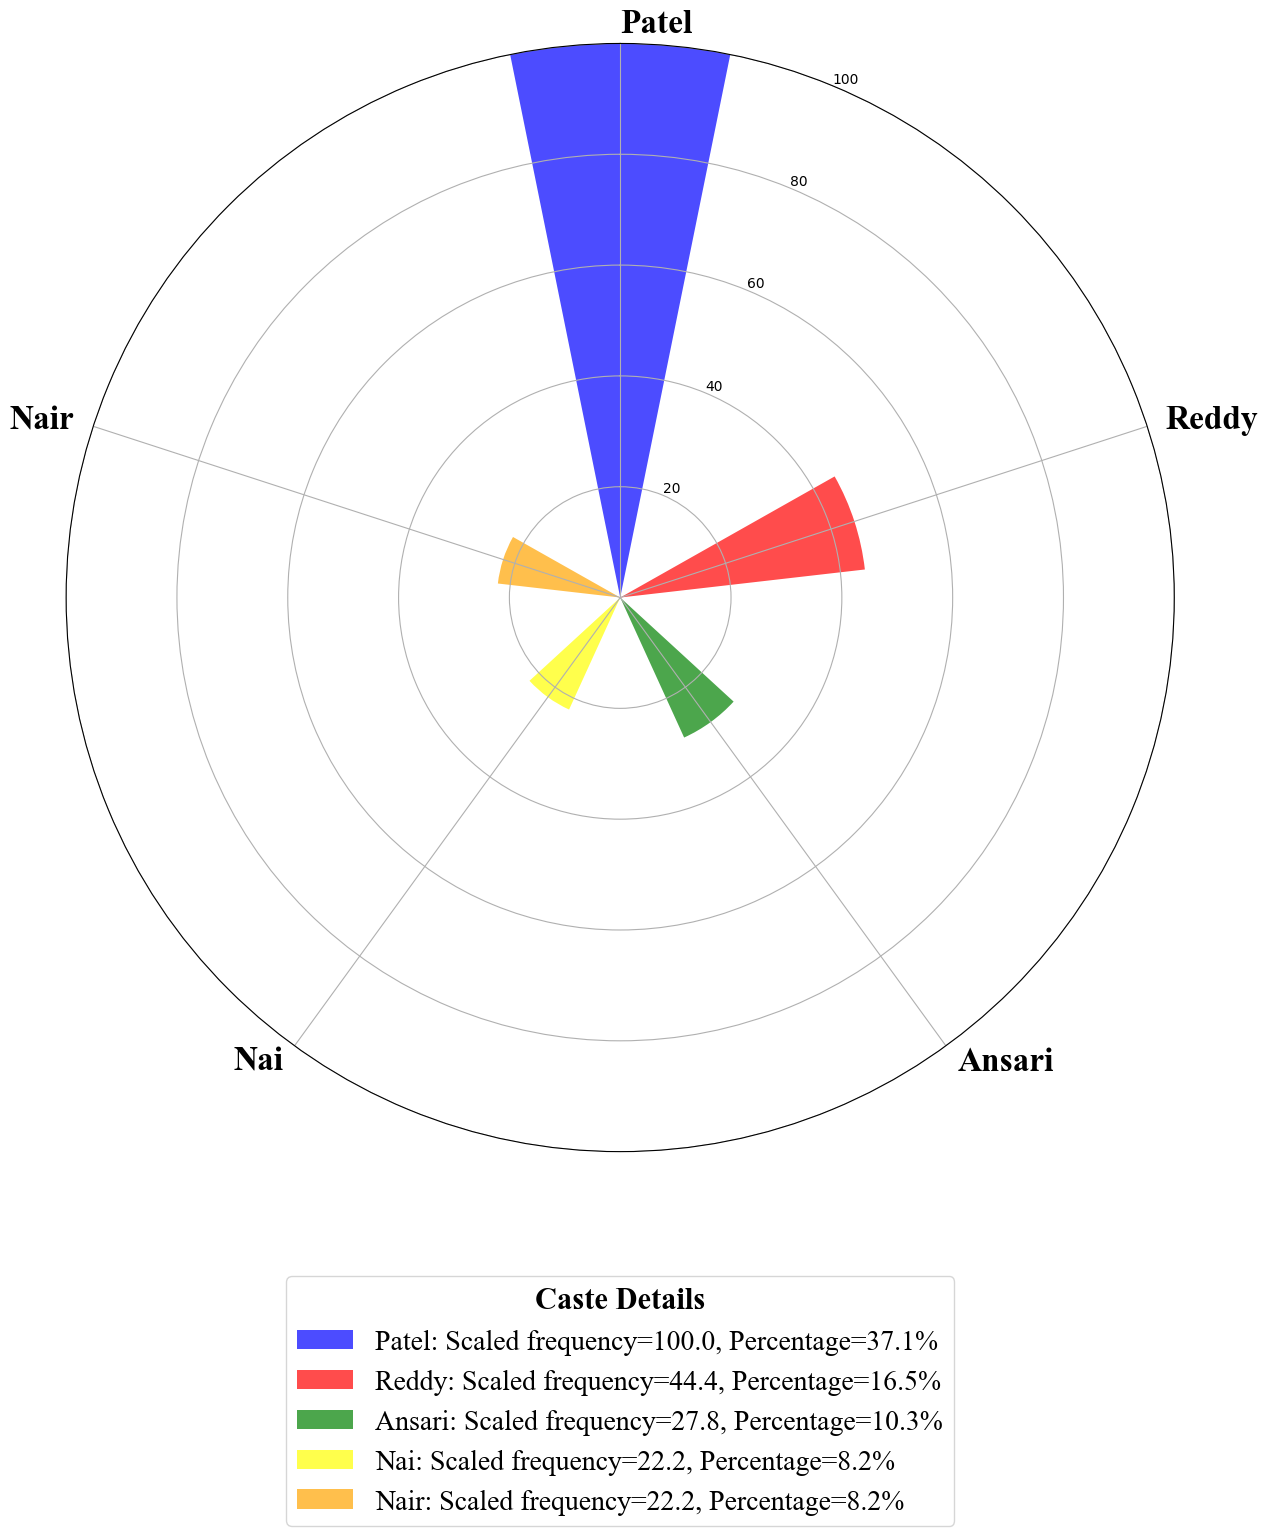 Patel
100
80
60
40
20
Nair
Reddy
Nai
Ansari
Caste Details
Patel: Scaled frequency=100.0, Percentage=37.1%
Reddy: Scaled frequency=44.4, Percentage=16.5%
Ansari: Scaled frequency=27.8, Percentage=10.3%
Nai: Scaled frequency=22.2, Percentage=8.2%
Nair: Scaled frequency=22.2, Percentage=8.2%